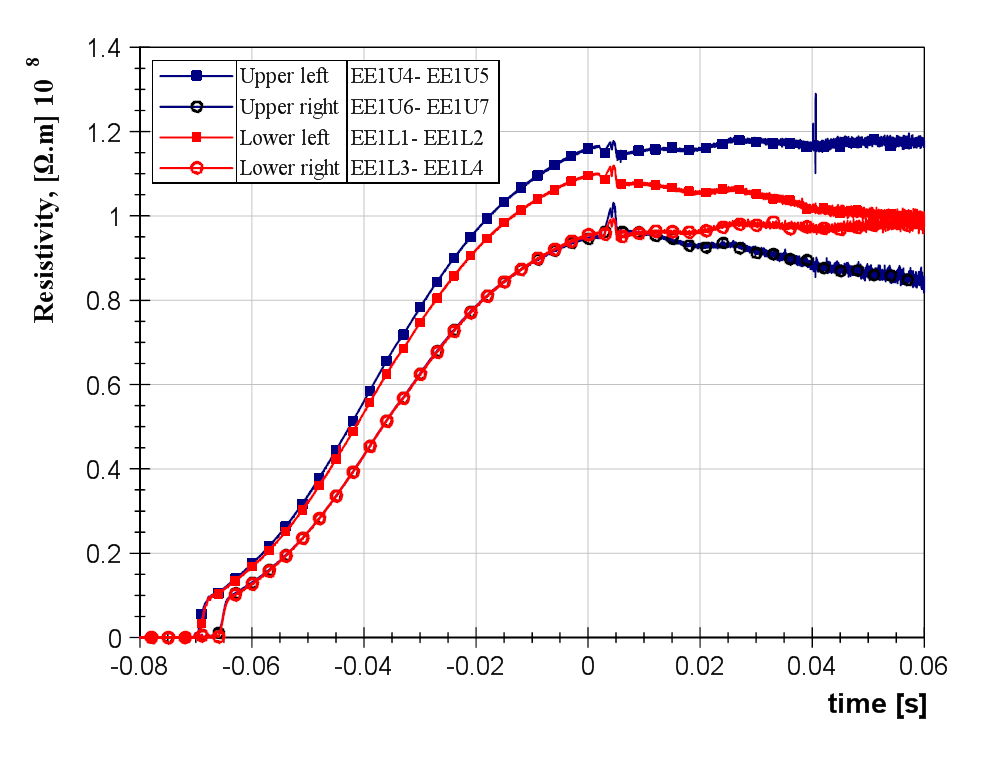 Resistivity, [Ω.m] 10 8
1.4
1.2
1
0.8
0.6
0.4
0.2
0
Upper left EE1U4- EE1U5
Upper right EE1U6- EE1U7
Lower left EE1L1- EE1L2
Lower right EE1L3- EE1L4
-0.08 -0.06 -0.04 -0.02 0 0.02 0.04 0.06
time [s]